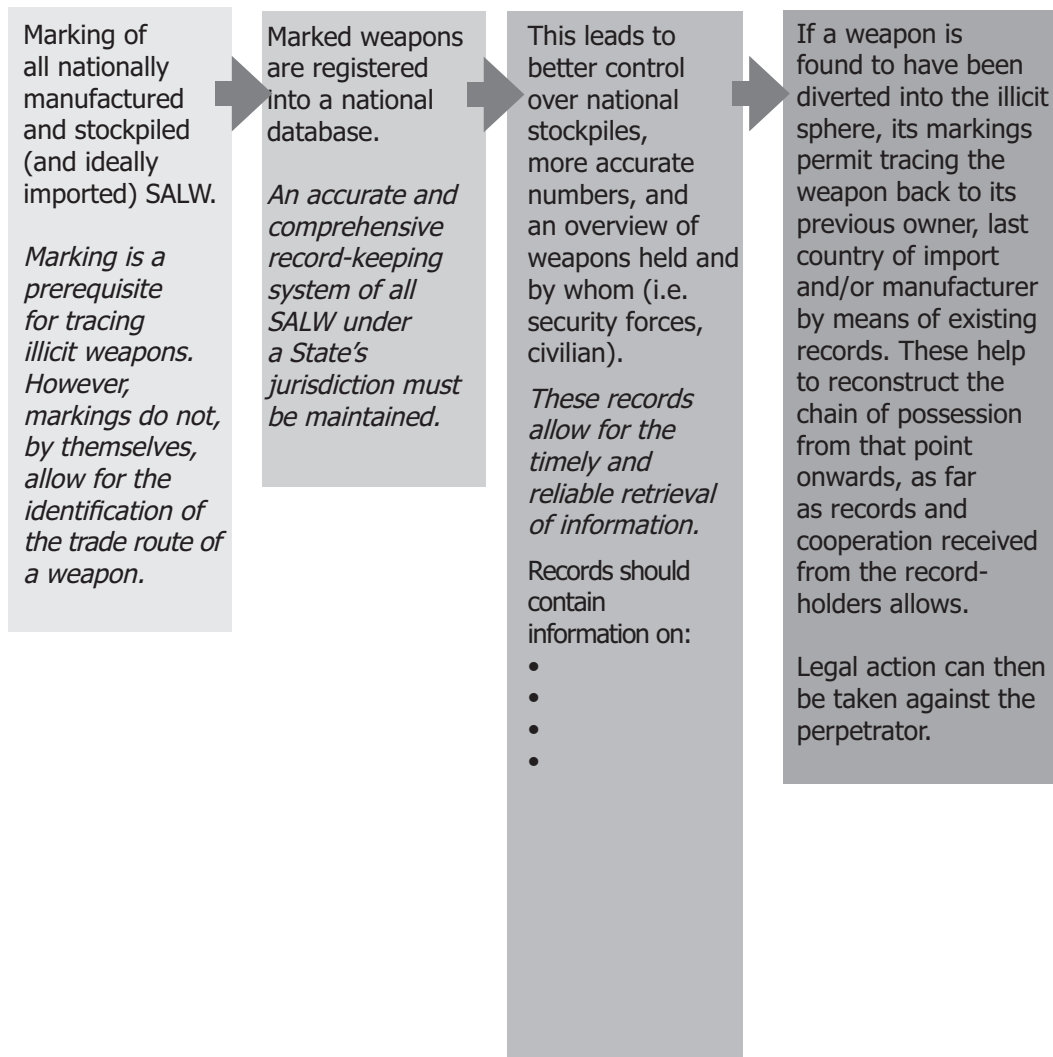 Marking of
all nationally
manufactured
and stockpiled
(and ideally
imported) SALW.
Marking is a
prerequisite
for tracing
illicit weapons.
However,
markings do not,
by themselves,
allow for the
identification of
the trade route of
a weapon.
Marked weapons
are registered
into a national
database.
An accurate and
comprehensive
record-keeping
system of all
SALW under
a State's
jurisdiction must
be maintained.
This leads to
better control
over national
stockpiles,
more accurate
numbers, and
an overview of
weapons held and
by whom (i.e.
security forces,
civilian).
These records
allow for the
timely and
reliable retrieval
of information.
Records should
contain
information on:
•
•
•
•
If a weapon is
found to have been
diverted into the illicit
sphere, its markings
permit tracing the
weapon back to its
previous owner, last
country of import
and/or manufacturer
by means of existing
records. These help
to reconstruct the
chain of possession
from that point
onwards, as far
as records and
cooperation received
from the record-
holders allows.
Legal action can then
be taken against the
perpetrator.